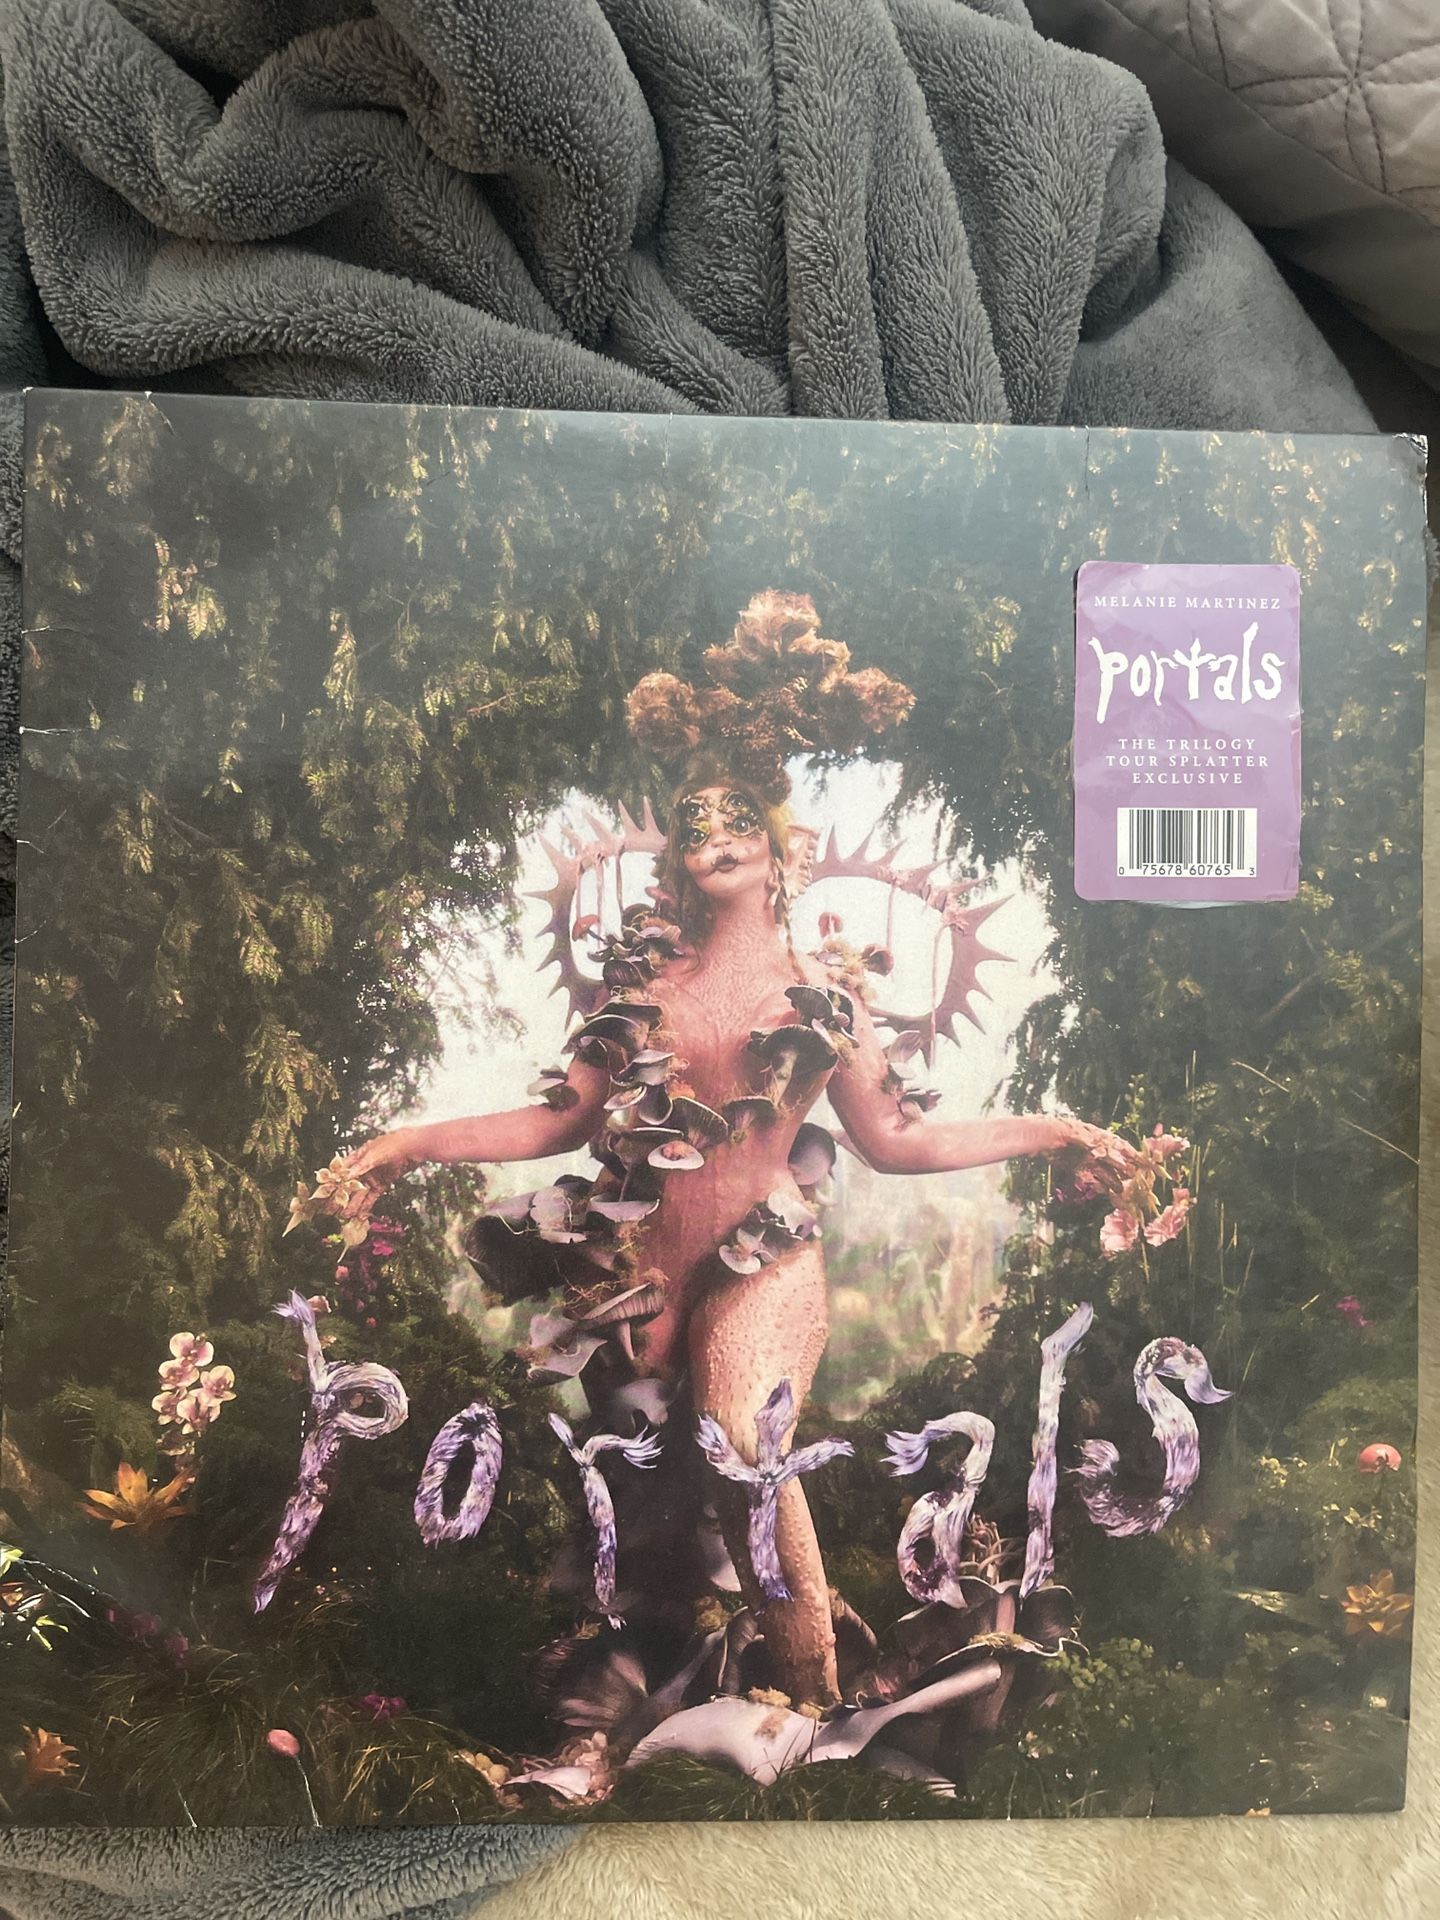 MELANIE MARTINEZ
portals
THE TRILOGY
TOUR SPLATTER
EXCLUSIVE
0 75678 60765 3
portals